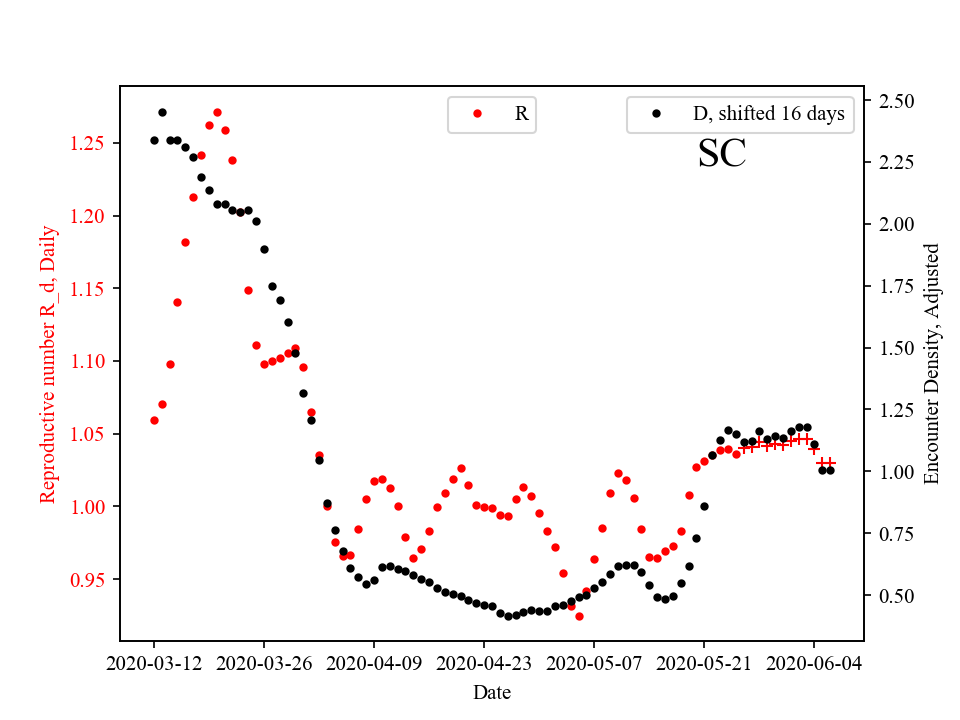 R
D, shifted 16 days
SC
1.25
1.20
1.15
1.10
1.05
1.00
0.95
Reproductive number R_d, Daily
2.50
2.25
2.00
1.75
1.50
1.25
1.00
0.75
0.50
Encounter Density, Adjusted
2020-03-12 2020-03-26 2020-04-09 2020-04-23 2020-05-07 2020-05-21 2020-06-04
Date